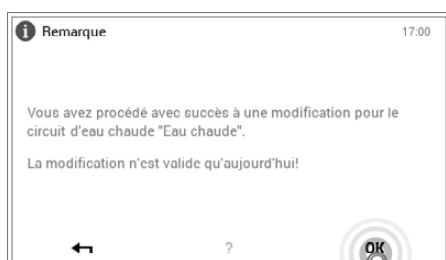 i Remarque 17:00
Vous avez procédé avec succès à une modification pour le
circuit d'eau chaude "Eau chaude".
La modification n'est valide qu'aujourd'hui!
? OK